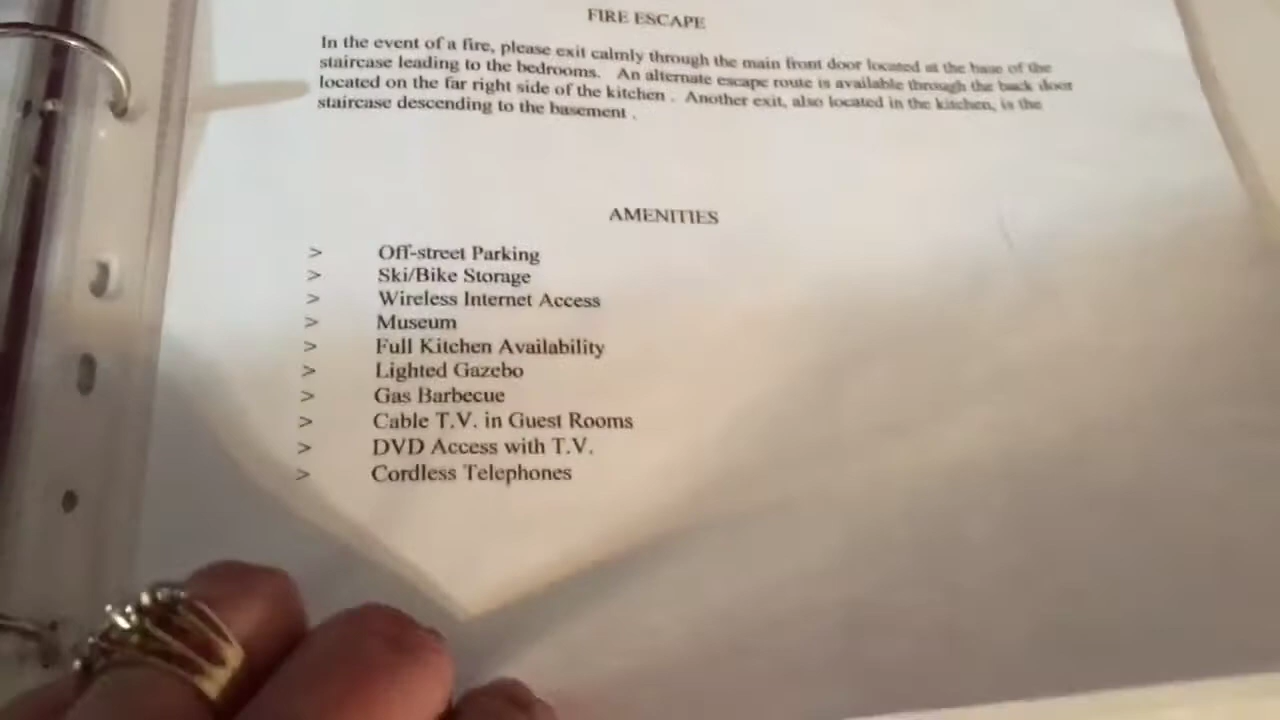 FIRE ESCAPE
In the event of a fire, please exit calmly through the main front door located at the base of the
staircase leading to the bedrooms. An alternate escape route is available through the back door
located on the far right side of the kitchen . Another exit, also located in the kitchen, is the
staircase descending to the basement .
AMENITIES
> Off-street Parking
> Ski/Bike Storage
> Wireless Internet Access
> Museum
> Full Kitchen Availability
> Lighted Gazebo
> Gas Barbecue
> Cable T.V. in Guest Rooms
> DVD Access with T.V.
> Cordless Telephones